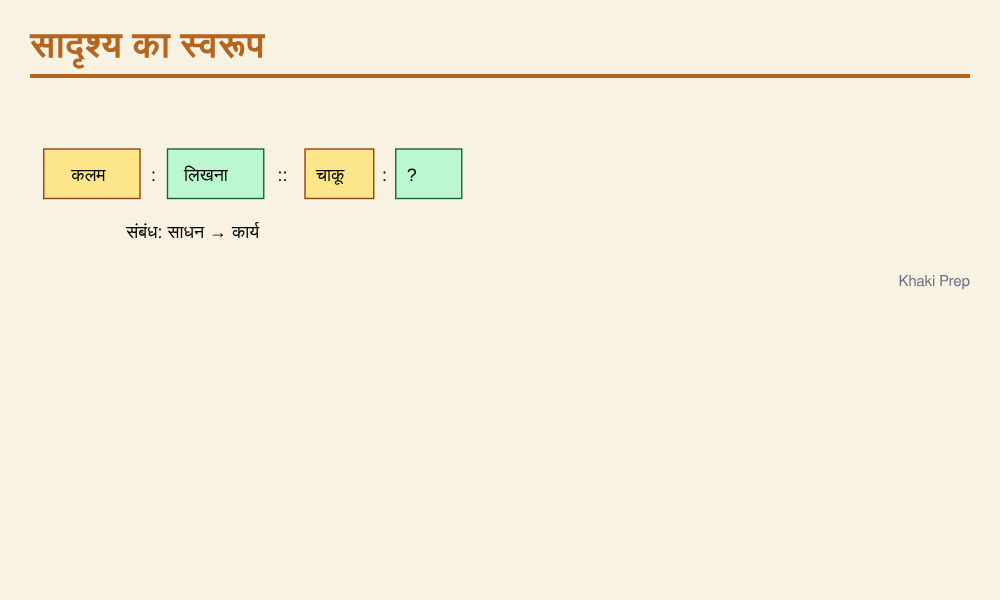 सादृश्य का स्वरूप
कलम : लिखना :: चाकू : ?
संबंध: साधन → कार्य
Khaki Prep